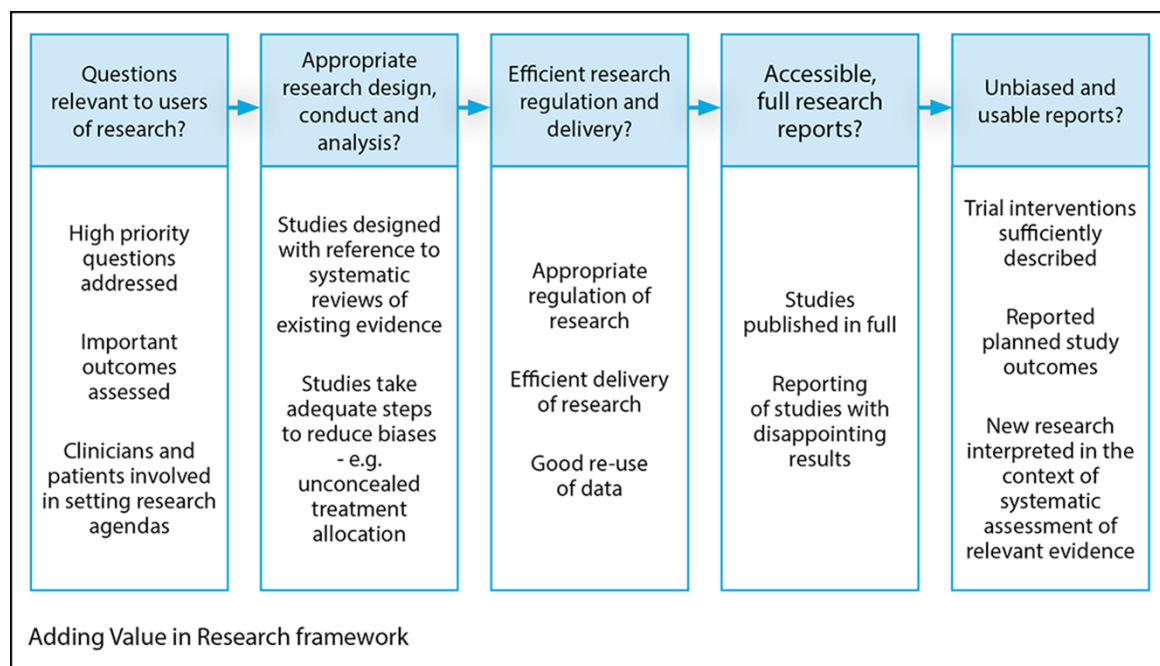 Questions
relevant to users
of research?
Appropriate
research design,
conduct and
analysis?
Efficient research
regulation and
delivery?
Accessible,
full research
reports?
Unbiased and
usable reports?
High priority
questions
addressed
Important
outcomes
assessed
Clinicians and
patients involved
in setting research
agendas
Studies designed
with reference to
systematic
reviews of
existing evidence
Studies take
adequate steps
to reduce biases
- e.g.
unconcealed
treatment
allocation
Appropriate
regulation of
research
Efficient delivery
of research
Good re-use
of data
Studies
published in full
Reporting
of studies with
disappointing
results
Trial interventions
sufficiently
described
Reported
planned study
outcomes
New research
interpreted in the
context of
systematic
assessment of
relevant evidence
Adding Value in Research framework